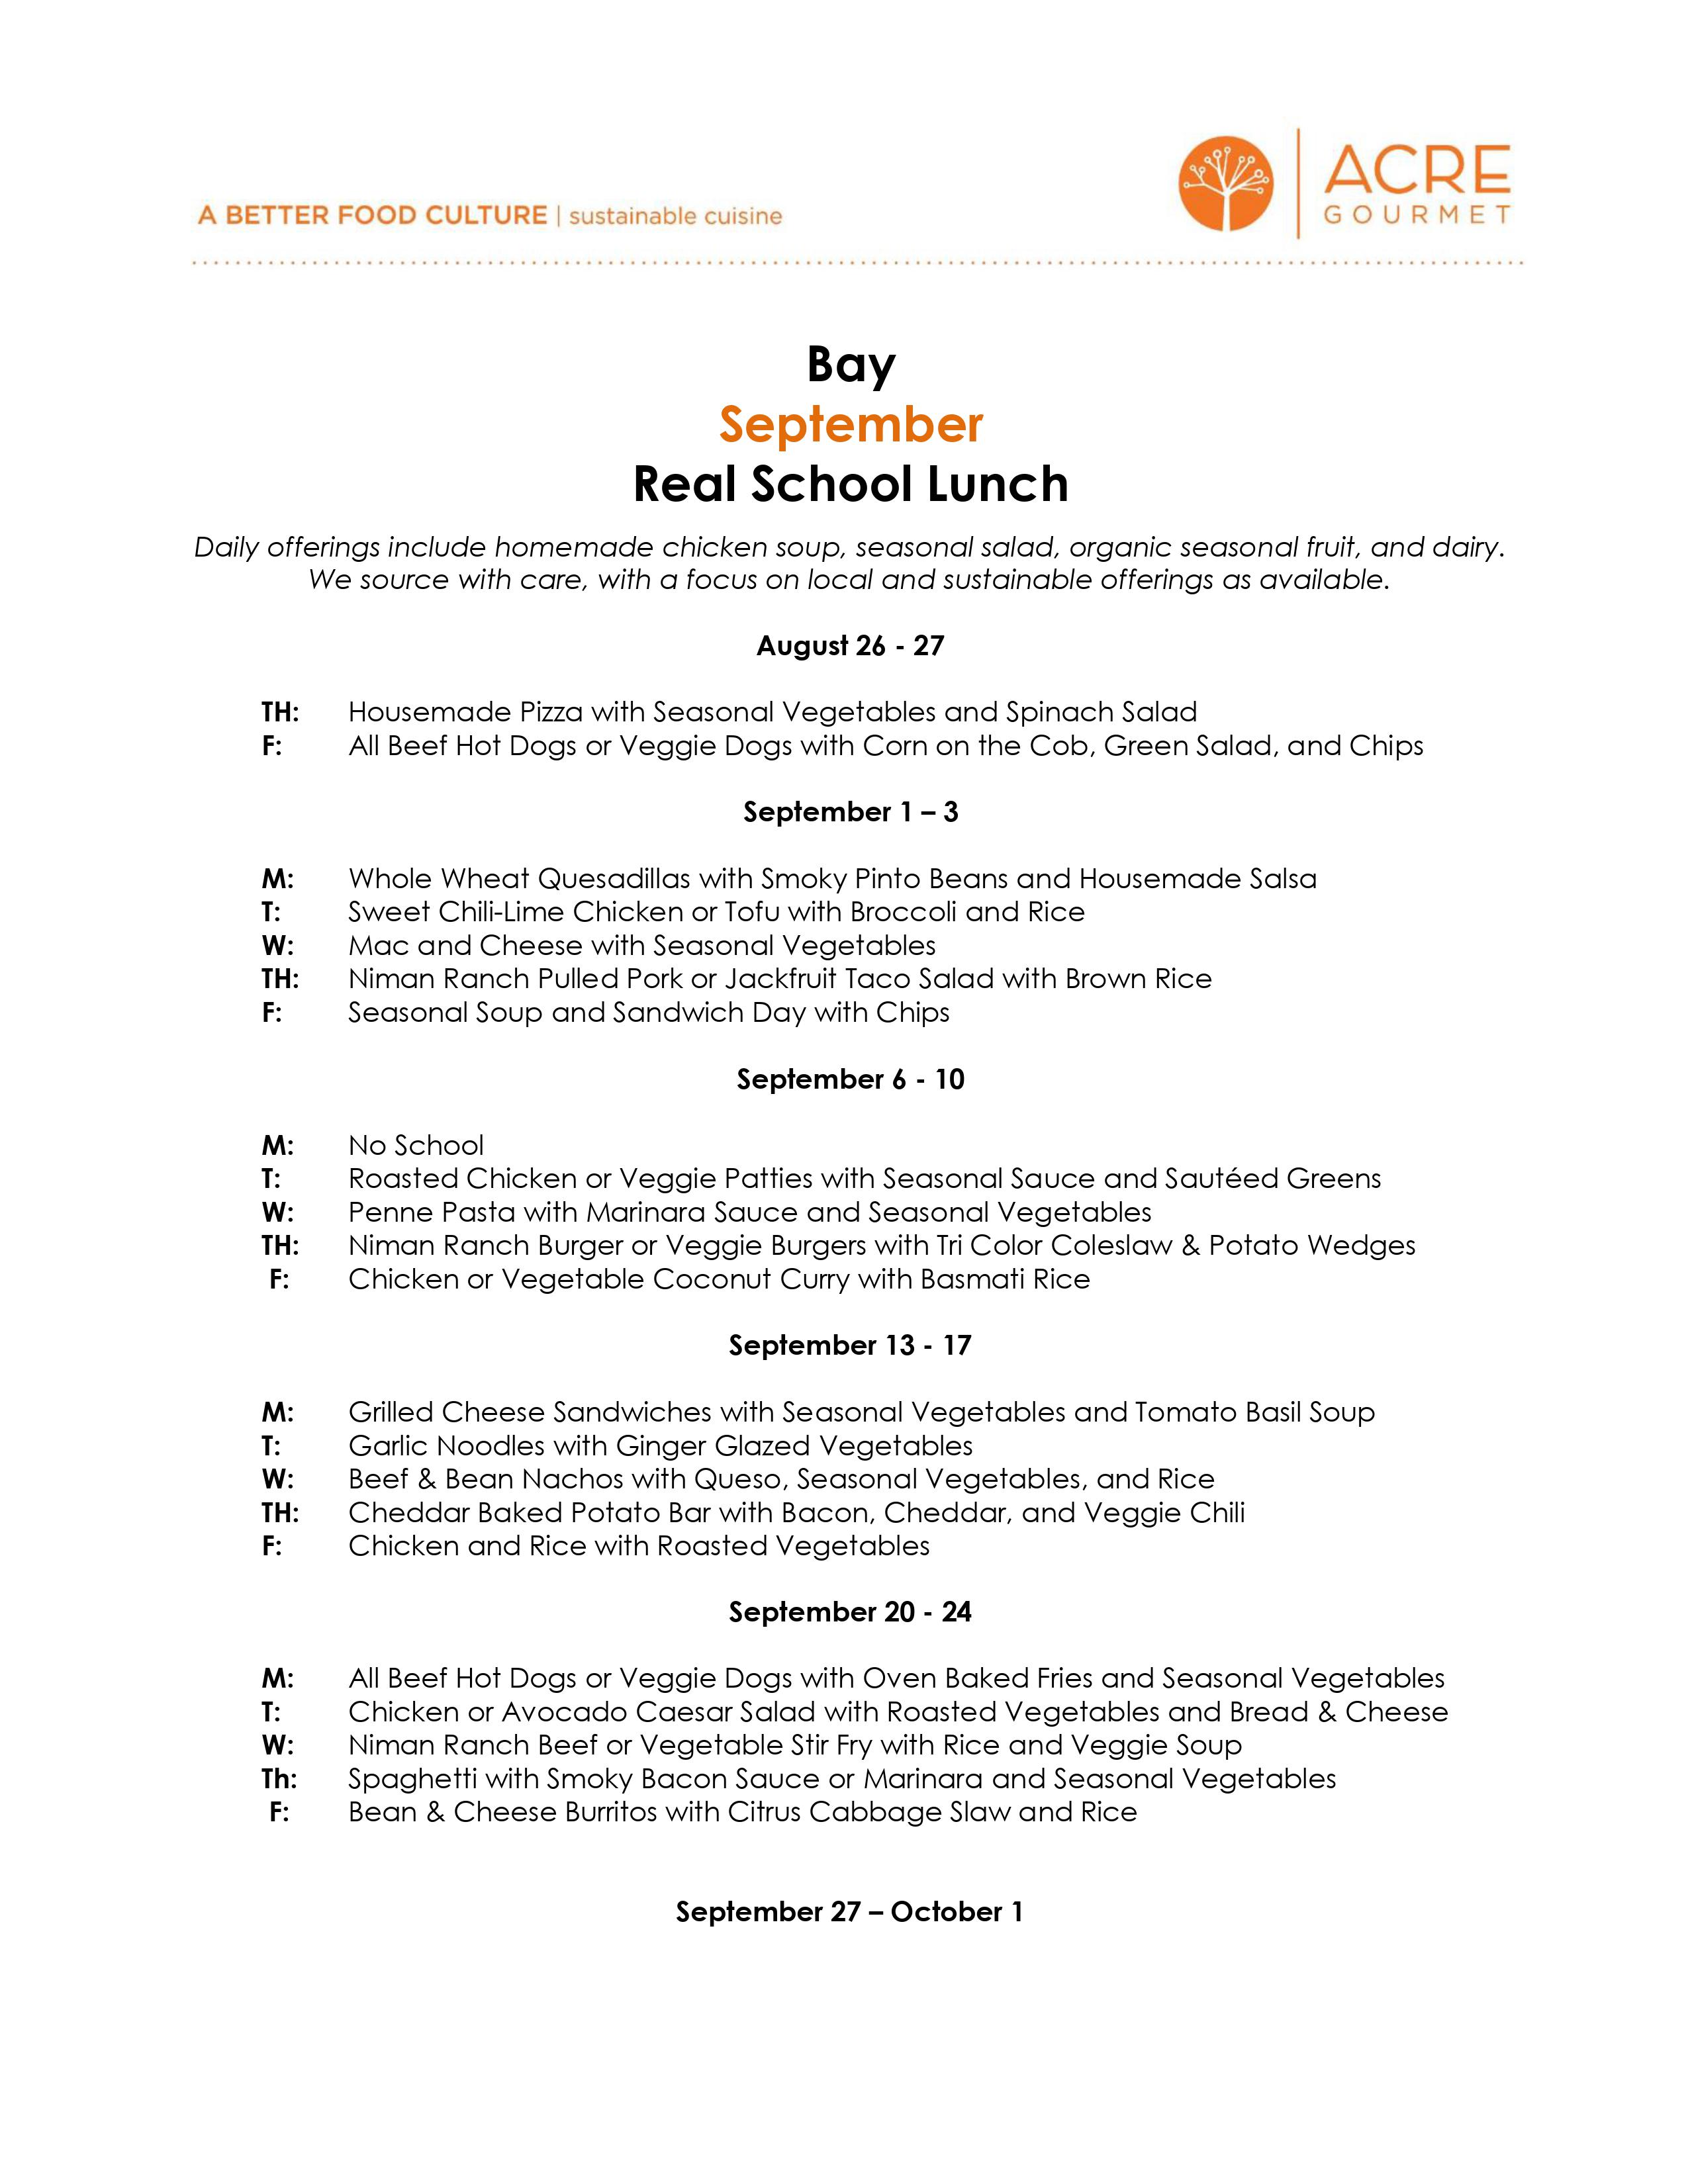 A BETTER FOOD CULTURE | sustainable cuisine
ACRE
GOURMET
Bay
September
Real School Lunch
Daily offerings include homemade chicken soup, seasonal salad, organic seasonal fruit, and dairy.
We source with care, with a focus on local and sustainable offerings as available.
August 26 - 27
TH: Housemade Pizza with Seasonal Vegetables and Spinach Salad
F: All Beef Hot Dogs or Veggie Dogs with Corn on the Cob, Green Salad, and Chips
September 1 – 3
M: Whole Wheat Quesadillas with Smoky Pinto Beans and Housemade Salsa
T: Sweet Chili-Lime Chicken or Tofu with Broccoli and Rice
W: Mac and Cheese with Seasonal Vegetables
TH: Niman Ranch Pulled Pork or Jackfruit Taco Salad with Brown Rice
F: Seasonal Soup and Sandwich Day with Chips
September 6 - 10
M: No School
T: Roasted Chicken or Veggie Patties with Seasonal Sauce and Sautéed Greens
W: Penne Pasta with Marinara Sauce and Seasonal Vegetables
TH: Niman Ranch Burger or Veggie Burgers with Tri Color Coleslaw & Potato Wedges
F: Chicken or Vegetable Coconut Curry with Basmati Rice
September 13 - 17
M: Grilled Cheese Sandwiches with Seasonal Vegetables and Tomato Basil Soup
T: Garlic Noodles with Ginger Glazed Vegetables
W: Beef & Bean Nachos with Queso, Seasonal Vegetables, and Rice
TH: Cheddar Baked Potato Bar with Bacon, Cheddar, and Veggie Chili
F: Chicken and Rice with Roasted Vegetables
September 20 - 24
M: All Beef Hot Dogs or Veggie Dogs with Oven Baked Fries and Seasonal Vegetables
T: Chicken or Avocado Caesar Salad with Roasted Vegetables and Bread & Cheese
W: Niman Ranch Beef or Vegetable Stir Fry with Rice and Veggie Soup
Th: Spaghetti with Smoky Bacon Sauce or Marinara and Seasonal Vegetables
F: Bean & Cheese Burritos with Citrus Cabbage Slaw and Rice
September 27 – October 1